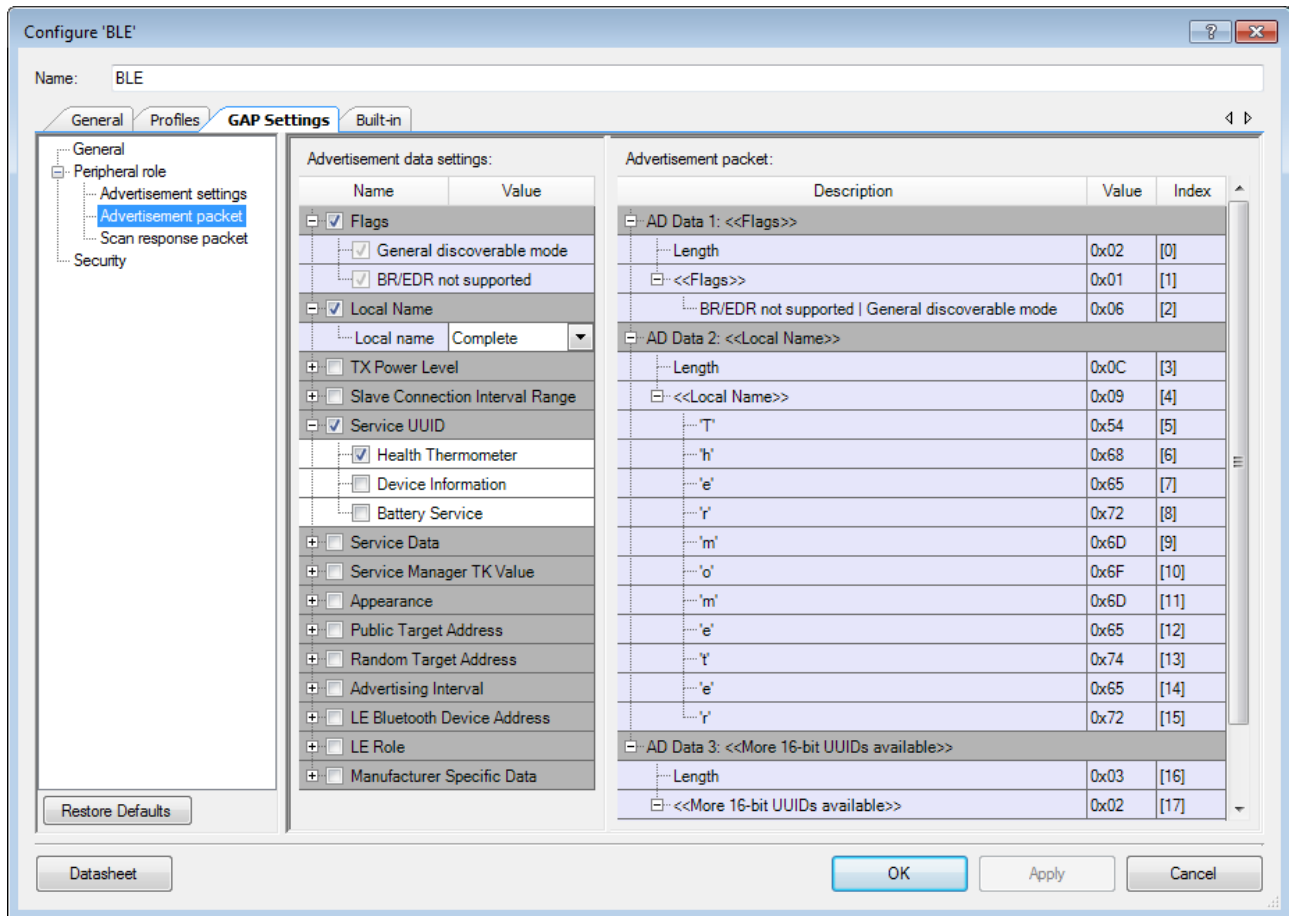 Configure 'BLE'
Name: BLE
General Profiles GAP Settings Built-in
General
Peripheral role
Advertisement settings
Advertisement packet
Scan response packet
Security
Restore Defaults
Advertisement data settings:
Name Value
Flags
General discoverable mode
BR/EDR not supported
Local Name
Local name Complete
TX Power Level
Slave Connection Interval Range
Service UUID
Health Thermometer
Device Information
Battery Service
Service Data
Service Manager TK Value
Appearance
Public Target Address
Random Target Address
Advertising Interval
LE Bluetooth Device Address
LE Role
Manufacturer Specific Data
Advertisement packet:
Description Value Index
AD Data 1: <<Flags>>
Length 0x02 [0]
<<Flags>> 0x01 [1]
BR/EDR not supported | General discoverable mode 0x06 [2]
AD Data 2: <<Local Name>>
Length 0x0C [3]
<<Local Name>> 0x09 [4]
'T' 0x54 [5]
'h' 0x68 [6]
'e' 0x65 [7]
'r' 0x72 [8]
'm' 0x6D [9]
'o' 0x6F [10]
'm' 0x6D [11]
'e' 0x65 [12]
't' 0x74 [13]
'e' 0x65 [14]
'r' 0x72 [15]
AD Data 3: <<More 16-bit UUIDs available>>
Length 0x03 [16]
<<More 16-bit UUIDs available>> 0x02 [17]
Datasheet OK Apply Cancel